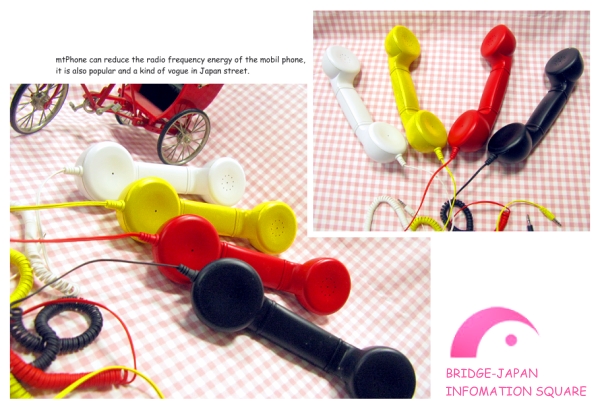 mtPhone can reduce the radio frequency energy of the mobil phone,
it is also popular and a kind of vogue in Japan street.
BRIDGE-JAPAN
INFOMATION SQUARE